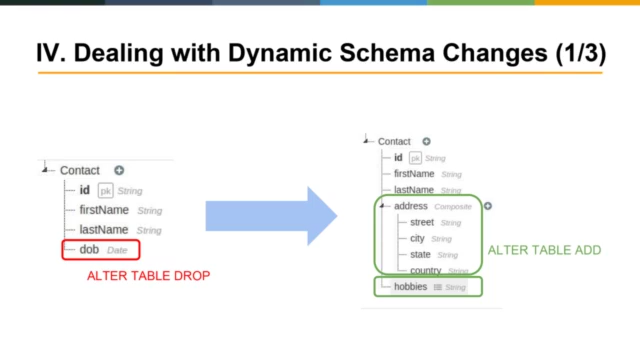 IV. Dealing with Dynamic Schema Changes (1/3)
Contact
id pk String
firstName String
lastName String
dob Date
ALTER TABLE DROP
Contact
id pk String
firstName String
lastName String
address Composite
street String
city String
state String
country String
hobbies String
ALTER TABLE ADD